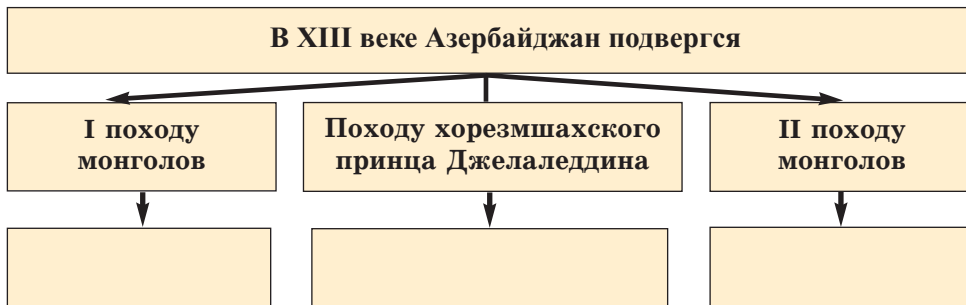 В XIII веке Азербайджан подвергся
I походу
монголов
Походу хорезмшахского
принца Джелаледдина
II походу
монголов